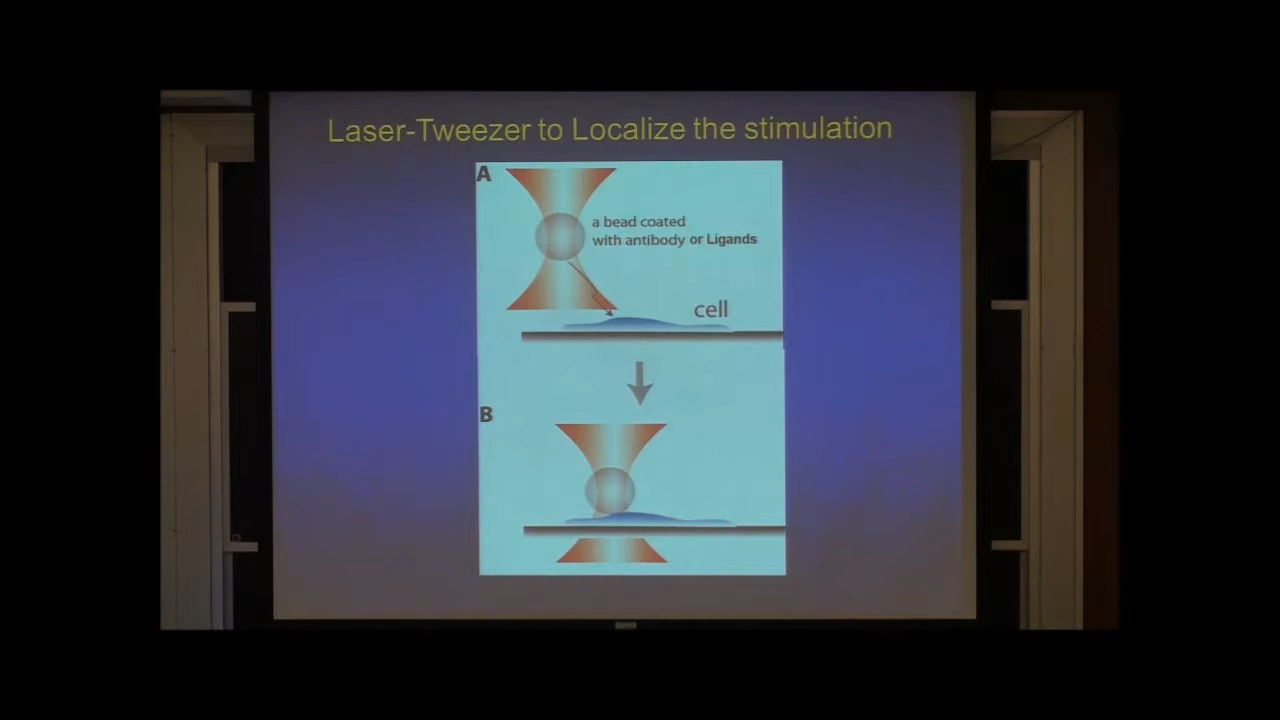 Laser-Tweezer to Localize the stimulation
A
a bead coated
with antibody or Ligands
cell
B